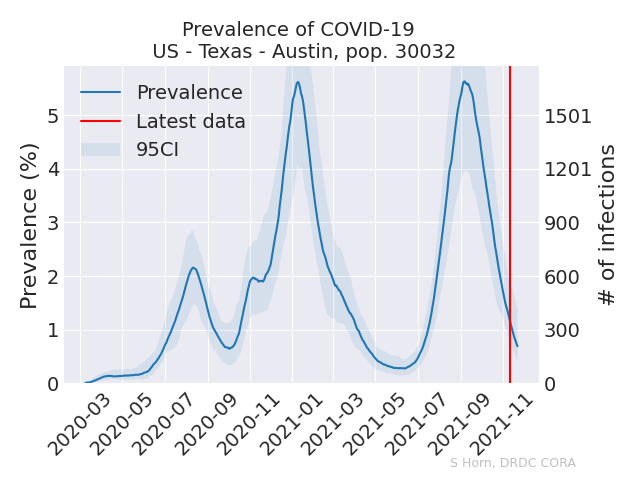 Prevalence of COVID-19
US - Texas - Austin, pop. 30032
Prevalence
Latest data
95CI
Prevalence (%)
5
4
3
2
1
0
1501
1201
900
600
300
0
# of infections
2020-03
2020-05
2020-07
2020-09
2020-11
2021-01
2021-03
2021-05
2021-07
2021-09
2021-11
S Horn, DRDC CORA